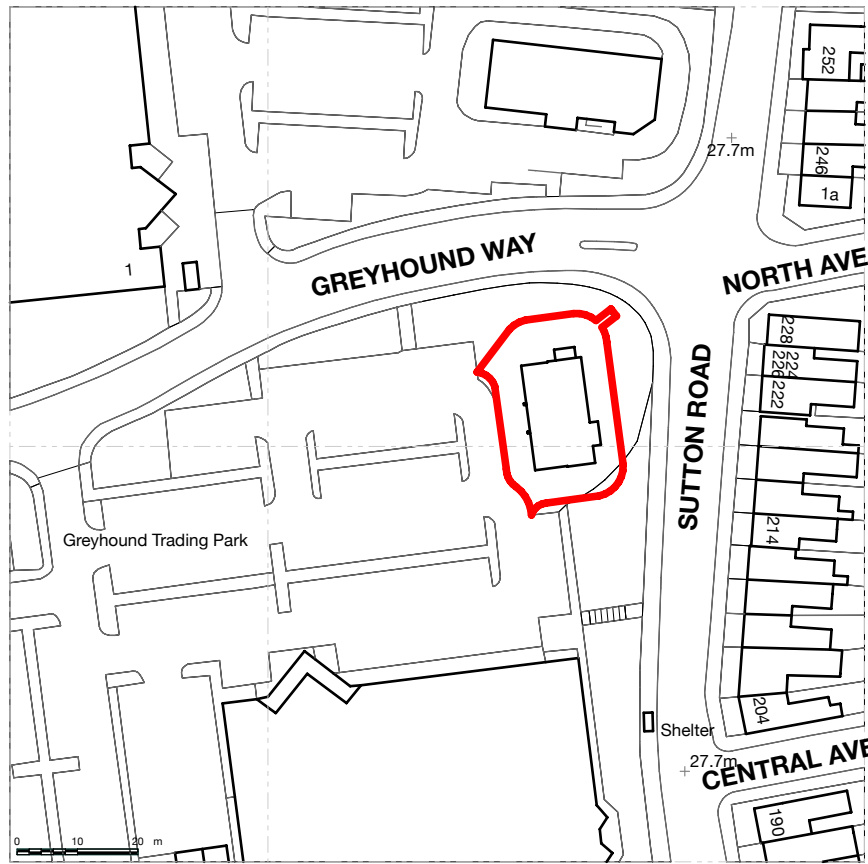 252
27.7m
246
1a
GREYHOUND WAY
1
NORTH AVE
228
224
226
222
SUTTON ROAD
214
Greyhound Trading Park
204
Shelter
27.7m
CENTRAL AVE
190
0 10 20 m